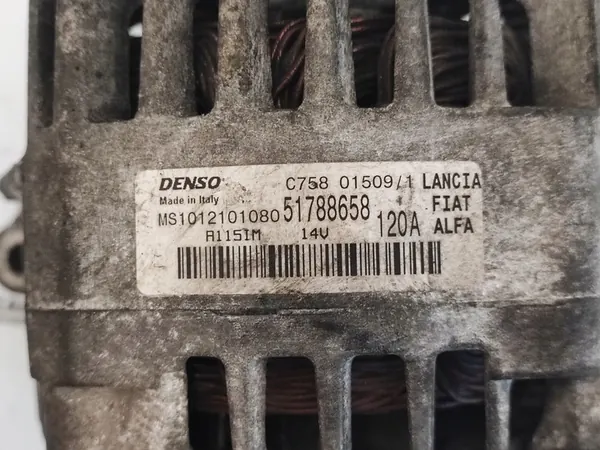 DENSO C758 01509/1 LANCIA
Made in Italy FIAT
MS1012101080 51788658 120A ALFA
A115IM 14V